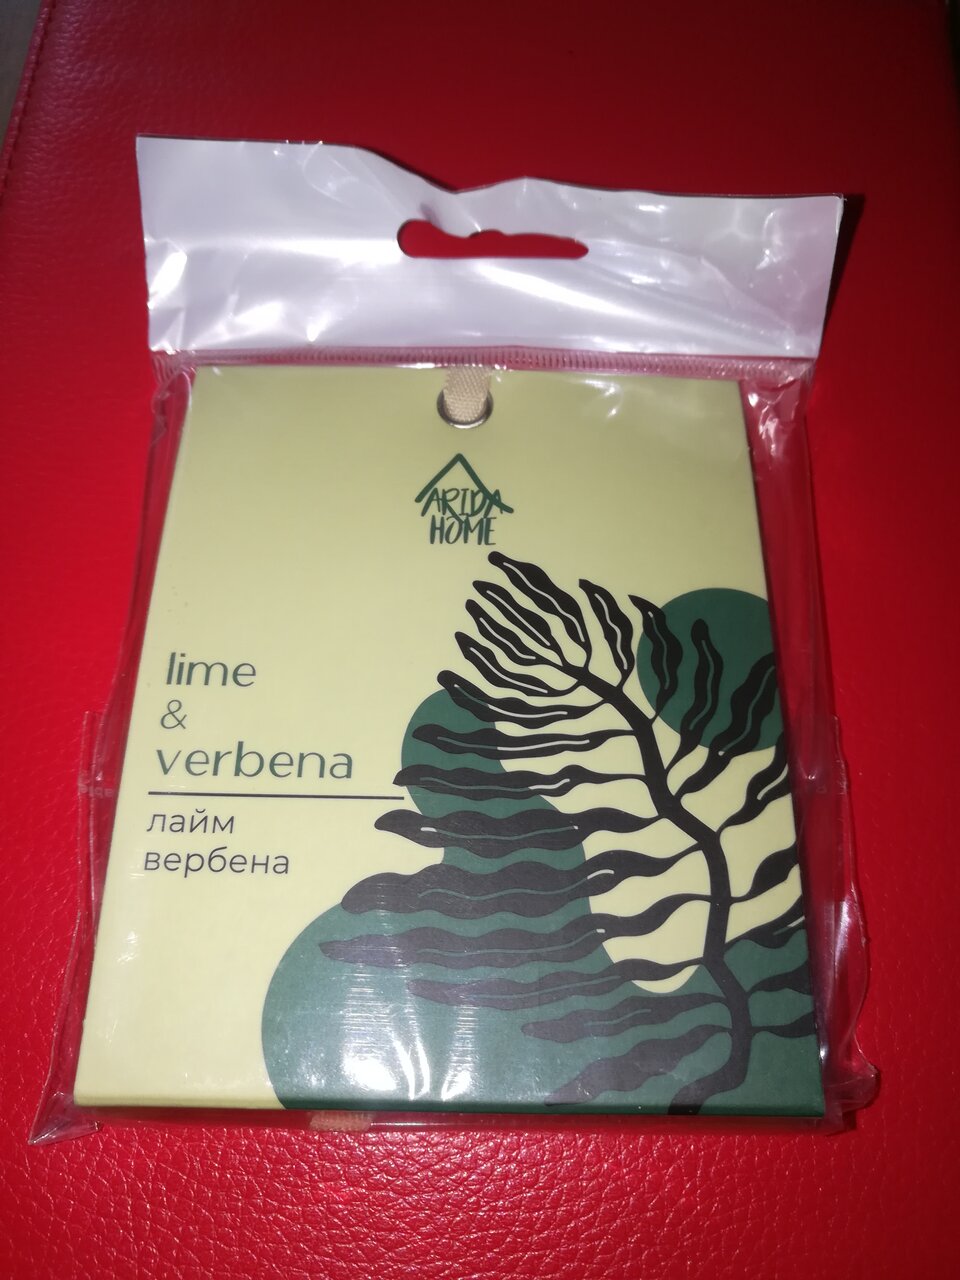 ARIDA
HOME
lime
&
verbena
лайм
вербена